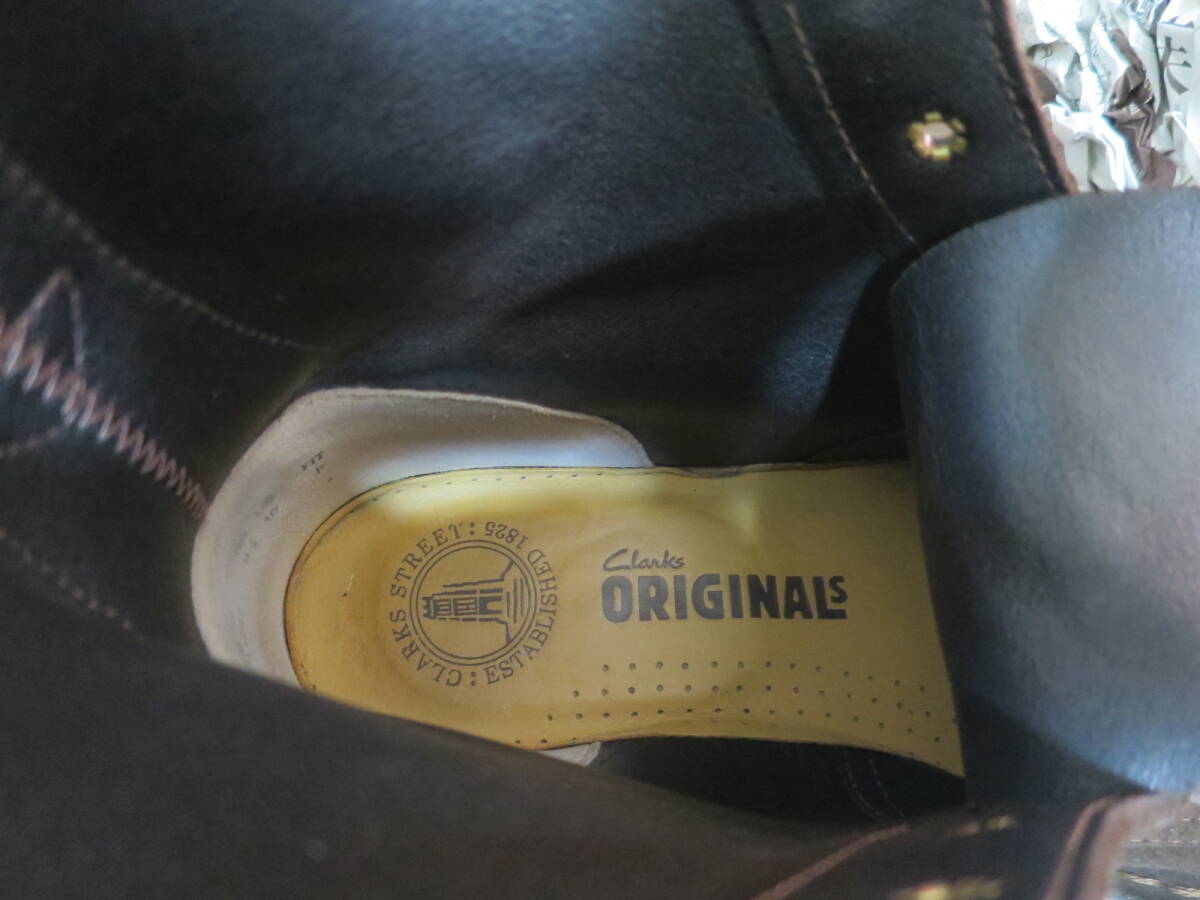 CLARKS STREET: ESTABLISHED 1825:
Clarks
ORIGINALS